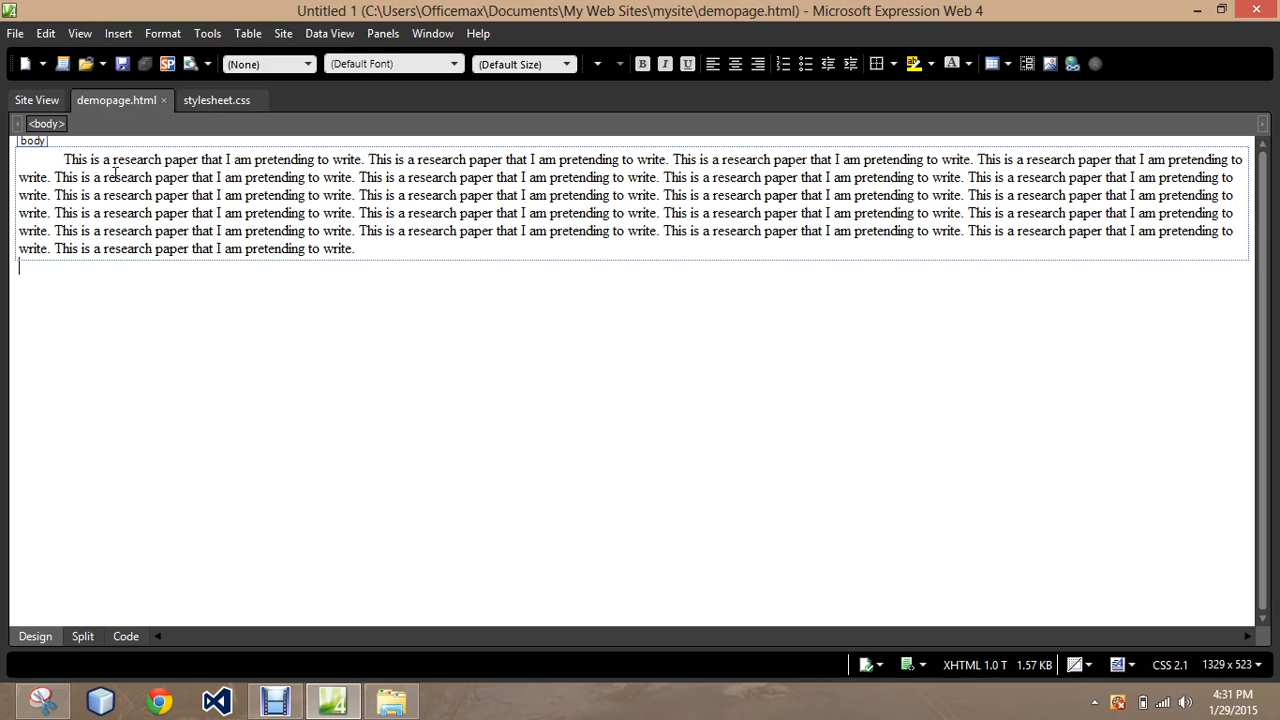 Untitled 1 (C:\Users\Officemax\Documents\My Web Sites\mysite\demopage.html) - Microsoft Expression Web 4
File Edit View Insert Format Tools Table Site Data View Panels Window Help
(None) (Default Font) (Default Size) B I U A
Site View demopage.html × stylesheet.css
<body>
body
This is a research paper that I am pretending to write. This is a research paper that I am pretending to write. This is a research paper that I am pretending to write. This is a research paper that I am pretending to
write. This is a research paper that I am pretending to write. This is a research paper that I am pretending to write. This is a research paper that I am pretending to write. This is a research paper that I am pretending to
write. This is a research paper that I am pretending to write. This is a research paper that I am pretending to write. This is a research paper that I am pretending to write. This is a research paper that I am pretending to
write. This is a research paper that I am pretending to write. This is a research paper that I am pretending to write. This is a research paper that I am pretending to write. This is a research paper that I am pretending to
write. This is a research paper that I am pretending to write. This is a research paper that I am pretending to write. This is a research paper that I am pretending to write. This is a research paper that I am pretending to
write. This is a research paper that I am pretending to write.
Design Split Code
XHTML 1.0 T 1.57 KB CSS 2.1 1329 x 523
4:31 PM
1/29/2015